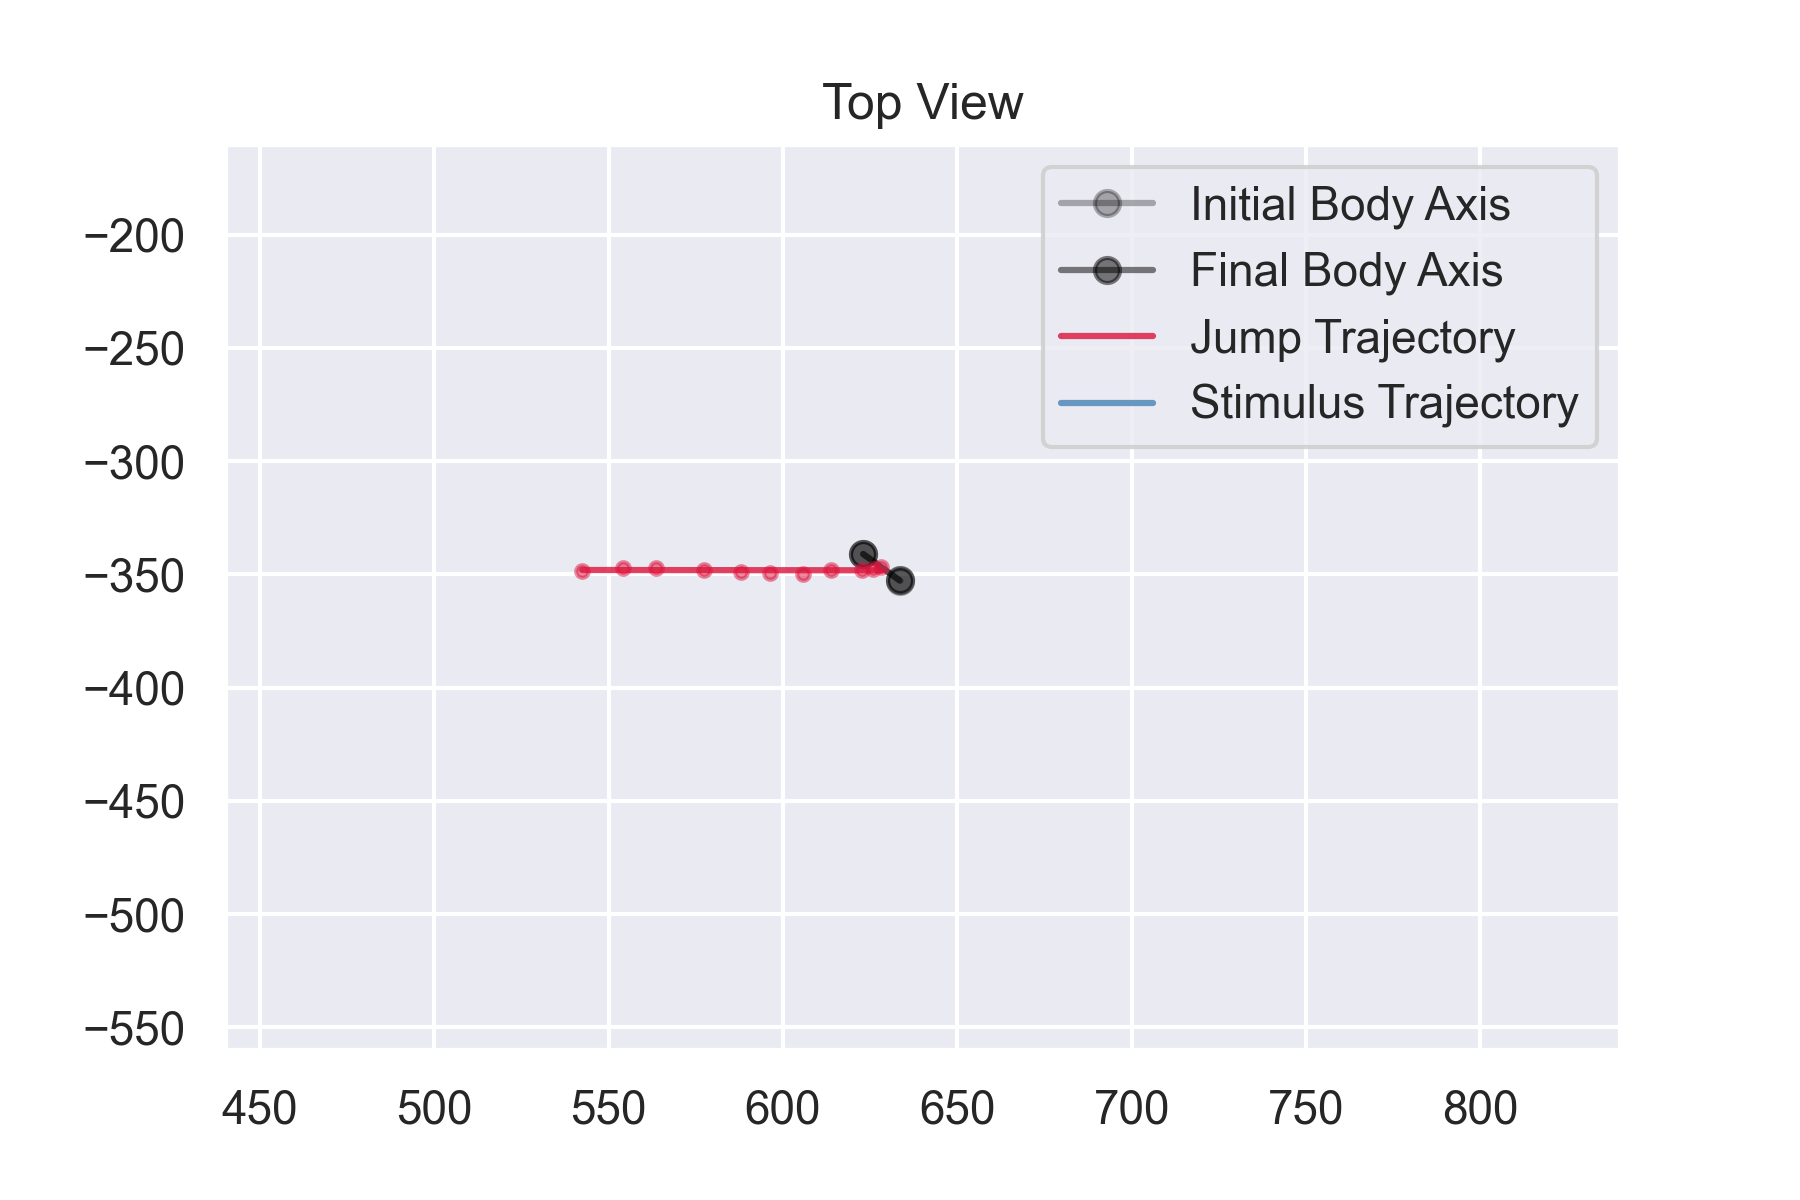 Top View
Initial Body Axis
Final Body Axis
Jump Trajectory
Stimulus Trajectory
−200
−250
−300
−350
−400
−450
−500
−550
450 500 550 600 650 700 750 800